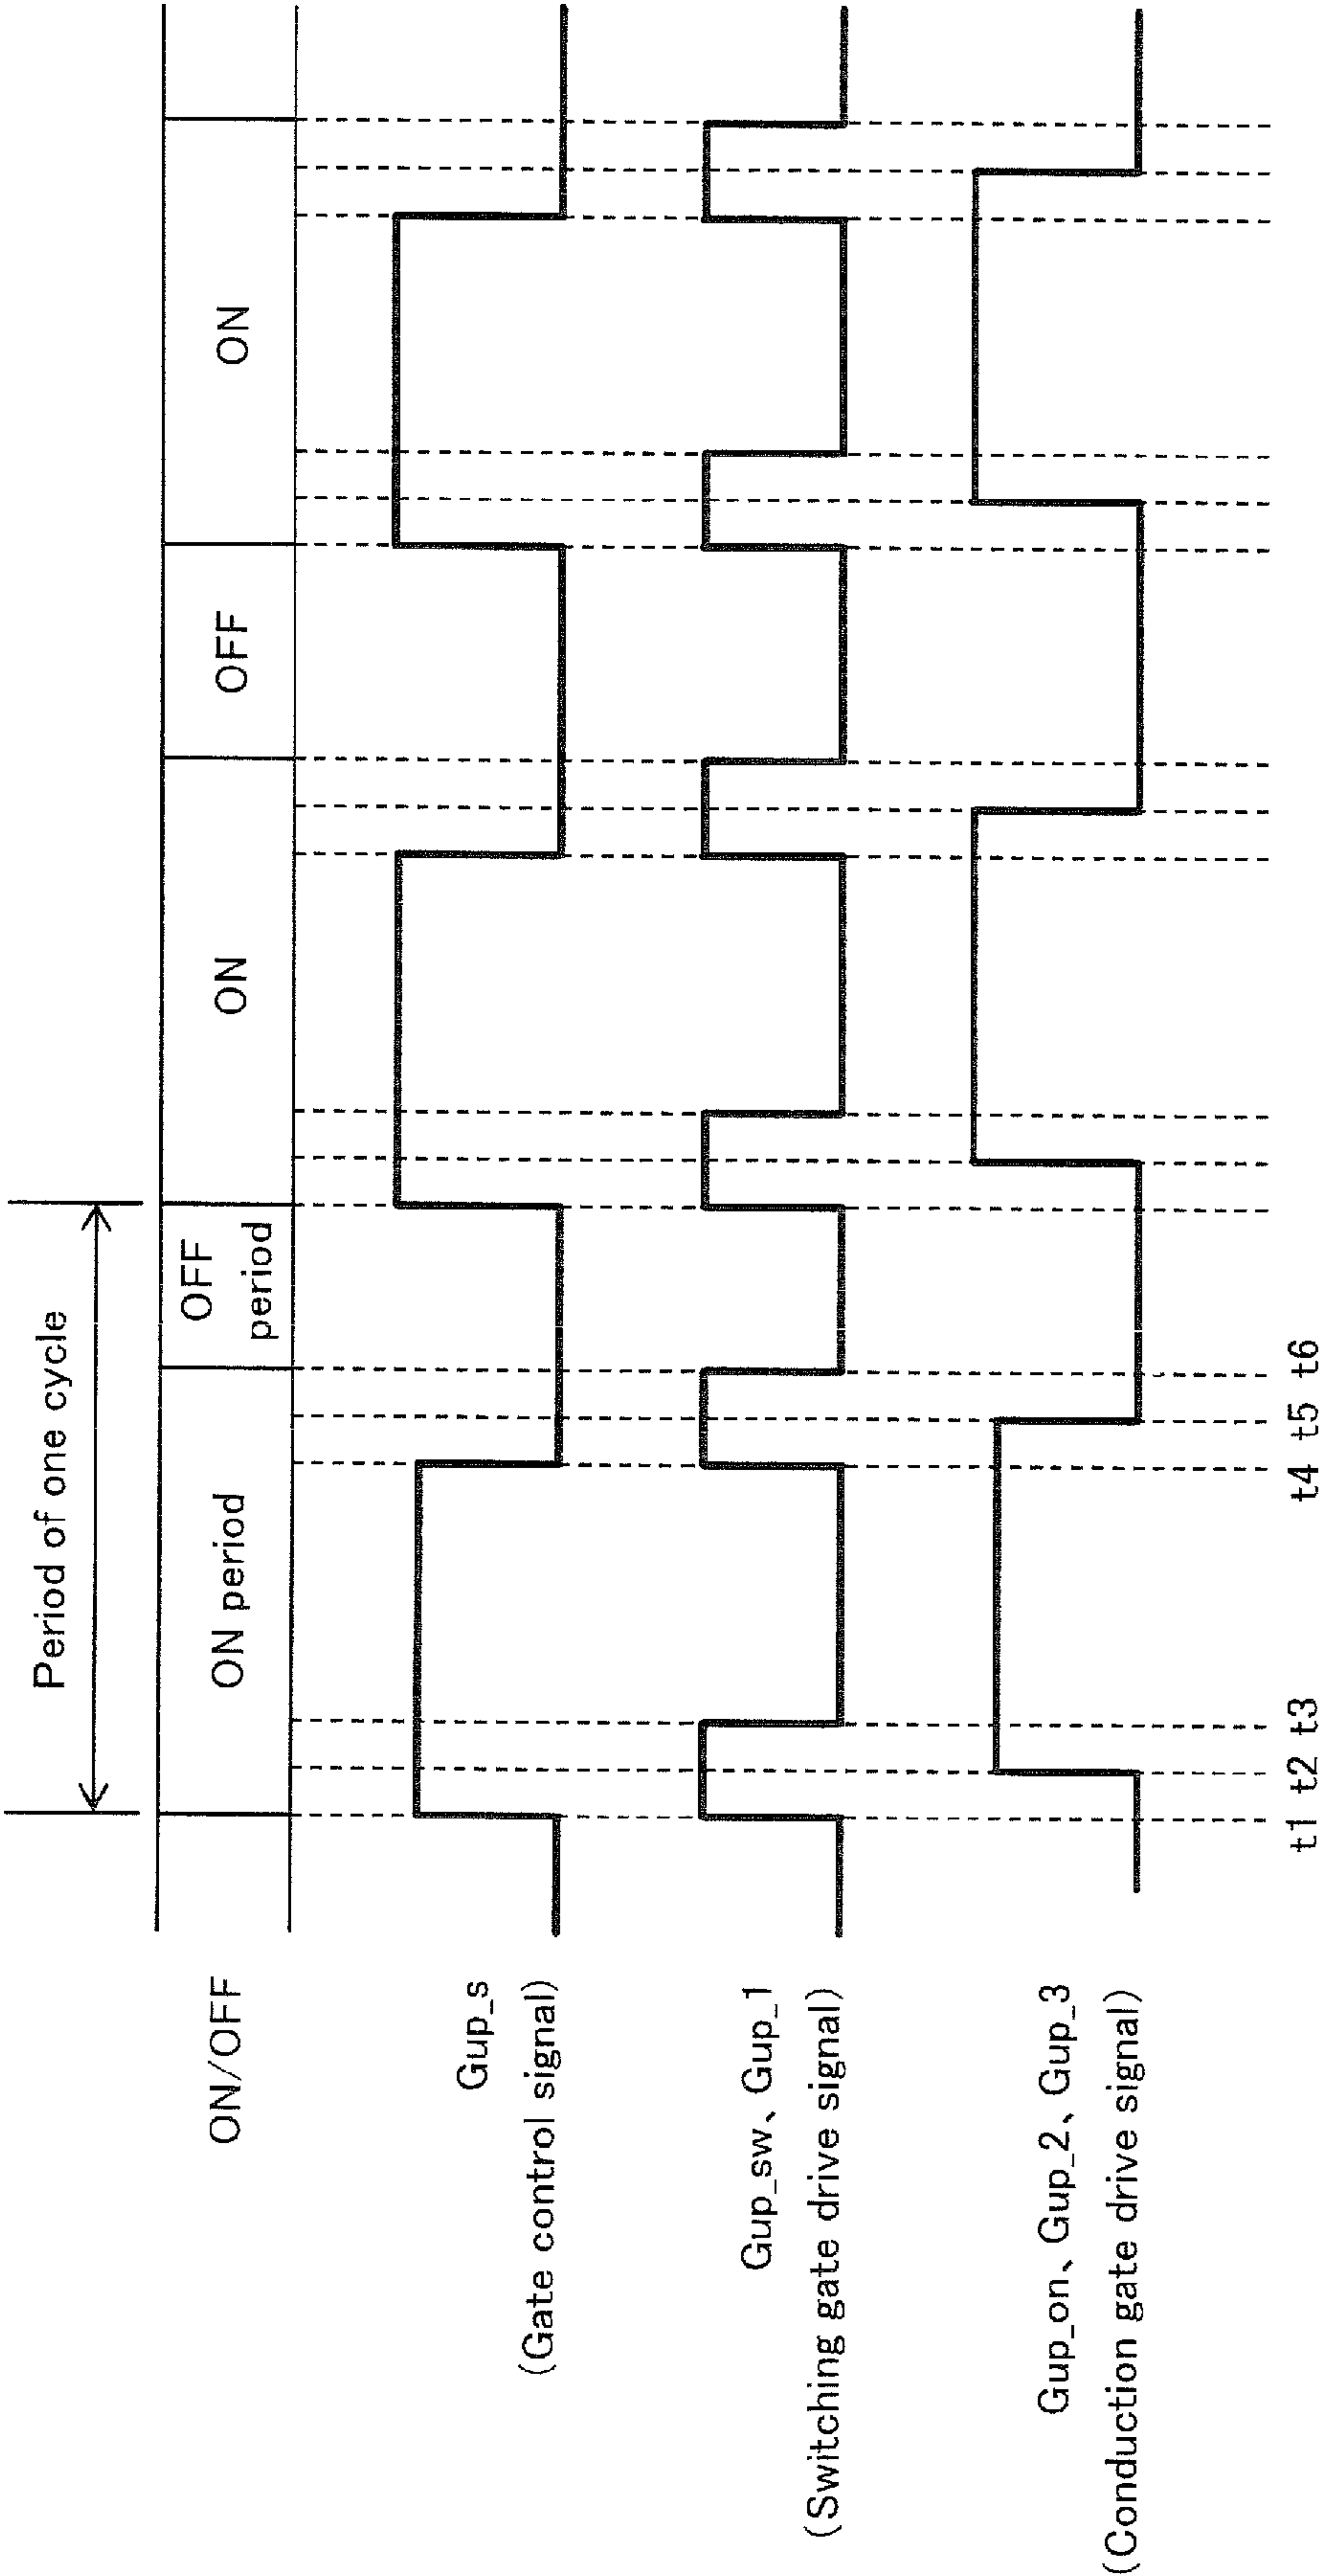 Period of one cycle
ON/OFF
ON period
OFF
period
ON
OFF
ON
Gup_s
(Gate control signal)
Gup_sw、Gup_1
(Switching gate drive signal)
Gup_on、Gup_2、Gup_3
(Conduction gate drive signal)
t1 t2 t3 t4 t5 t6